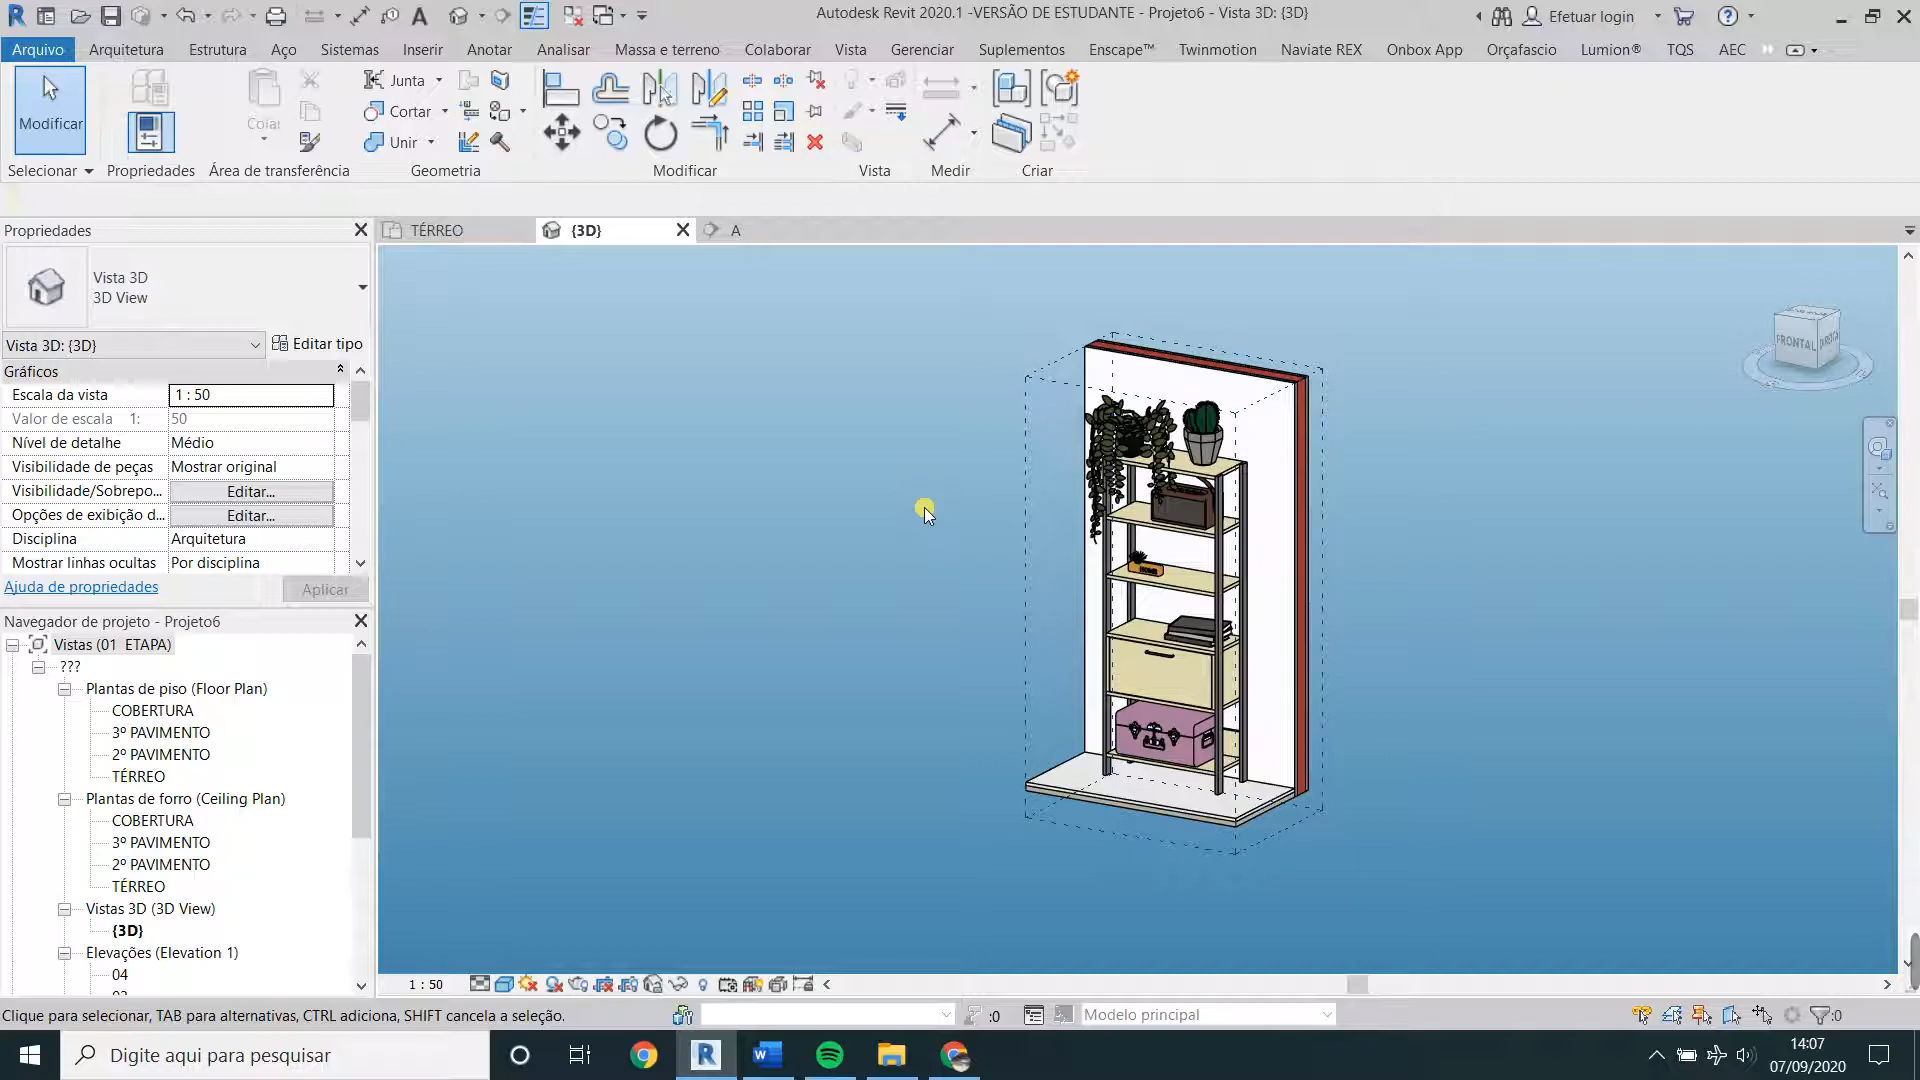 Autodesk Revit 2020.1 -VERSÃO DE ESTUDANTE - Projeto6 - Vista 3D: {3D}
Efetuar login
Arquivo Arquitetura Estrutura Aço Sistemas Inserir Anotar Analisar Massa e terreno Colaborar Vista Gerenciar Suplementos Enscape™ Twinmotion Naviate REX Onbox App Orçafascio Lumion® TQS AEC
Modificar
Colar
Junta
Cortar
Unir
Selecionar Propriedades Área de transferência Geometria Modificar Vista Medir Criar
Propriedades
TÉRREO {3D} A
Vista 3D
3D View
Vista 3D: {3D} Editar tipo
Gráficos
Escala da vista 1 : 50
Valor de escala 1: 50
Nível de detalhe Médio
Visibilidade de peças Mostrar original
Visibilidade/Sobrepo... Editar...
Opções de exibição d... Editar...
Disciplina Arquitetura
Mostrar linhas ocultas Por disciplina
Ajuda de propriedades Aplicar
FRONTAL
Navegador de projeto - Projeto6
Vistas (01 ETAPA)
???
Plantas de piso (Floor Plan)
COBERTURA
3º PAVIMENTO
2º PAVIMENTO
TÉRREO
Plantas de forro (Ceiling Plan)
COBERTURA
3º PAVIMENTO
2º PAVIMENTO
TÉRREO
Vistas 3D (3D View)
{3D}
Elevações (Elevation 1)
04
1 : 50
Clique para selecionar, TAB para alternativas, CTRL adiciona, SHIFT cancela a seleção.
:0
Modelo principal
:0
Digite aqui para pesquisar
14:07
07/09/2020